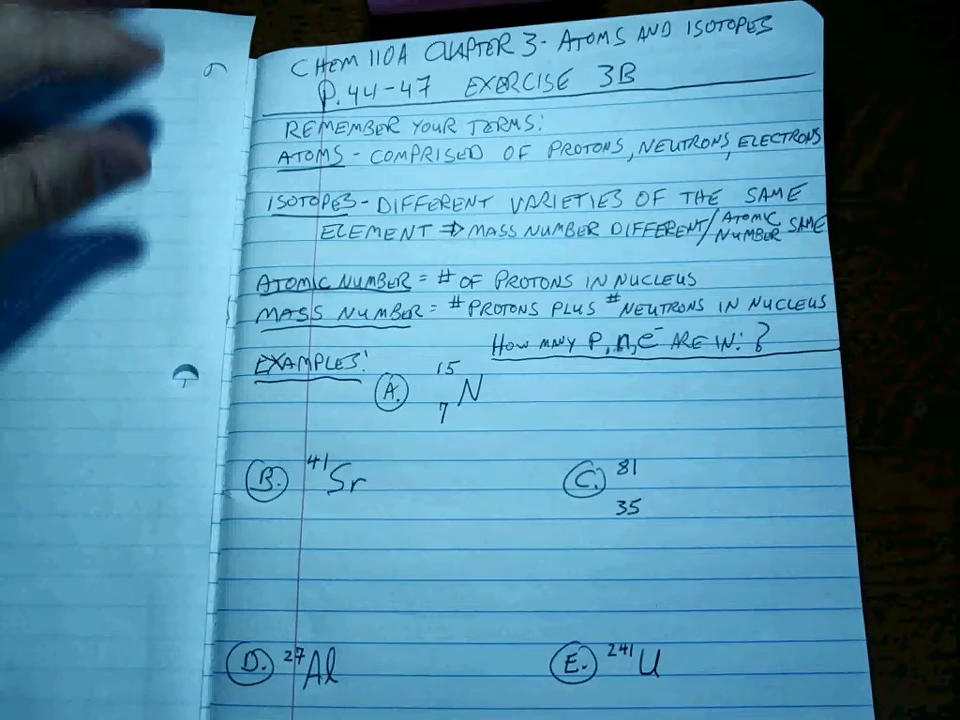 CHEM 110A CHAPTER 3 - ATOMS AND ISOTOPES
P. 44-47 EXERCISE 3B
REMEMBER YOUR TERMS!
ATOMS - COMPRISED OF PROTONS, NEUTRONS, ELECTRONS
ISOTOPES - DIFFERENT VARIETIES OF THE SAME
ELEMENT ⇒ MASS NUMBER DIFFERENT/ATOMIC NUMBER SAME
ATOMIC NUMBER = # OF PROTONS IN NUCLEUS
MASS NUMBER = # PROTONS PLUS # NEUTRONS IN NUCLEUS
HOW MANY P, n, e⁻ ARE IN: ?
EXAMPLES!
A. 15 7 N
B. 41 Sr
C. 81 35
D. 27 Al
E. 241 U